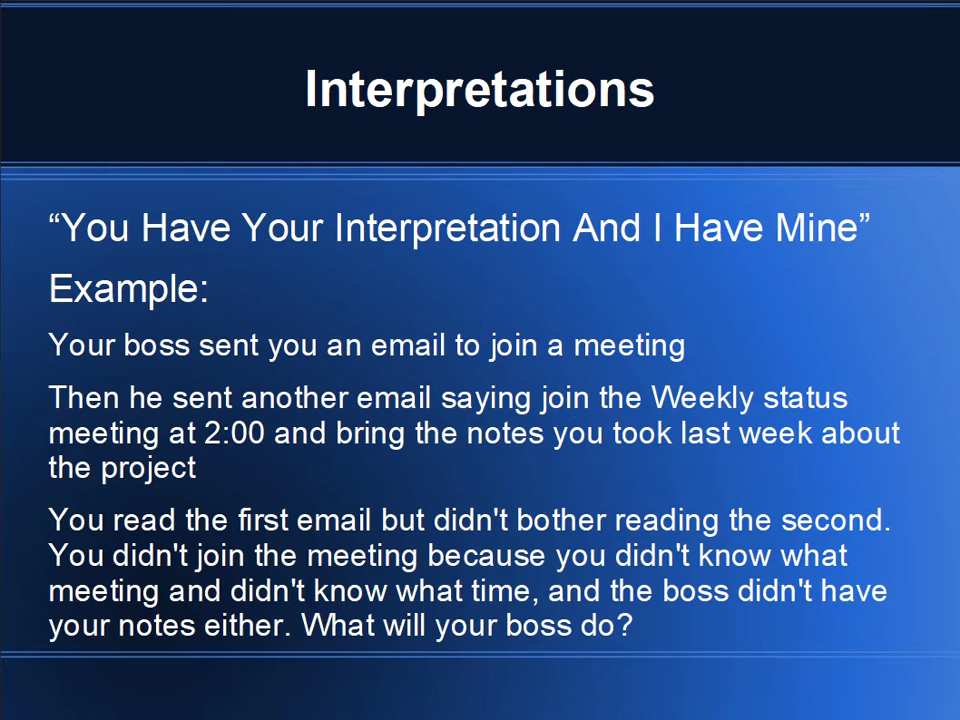 Interpretations
“You Have Your Interpretation And I Have Mine”
Example:
Your boss sent you an email to join a meeting
Then he sent another email saying join the Weekly status
meeting at 2:00 and bring the notes you took last week about
the project
You read the first email but didn't bother reading the second.
You didn't join the meeting because you didn't know what
meeting and didn't know what time, and the boss didn't have
your notes either. What will your boss do?